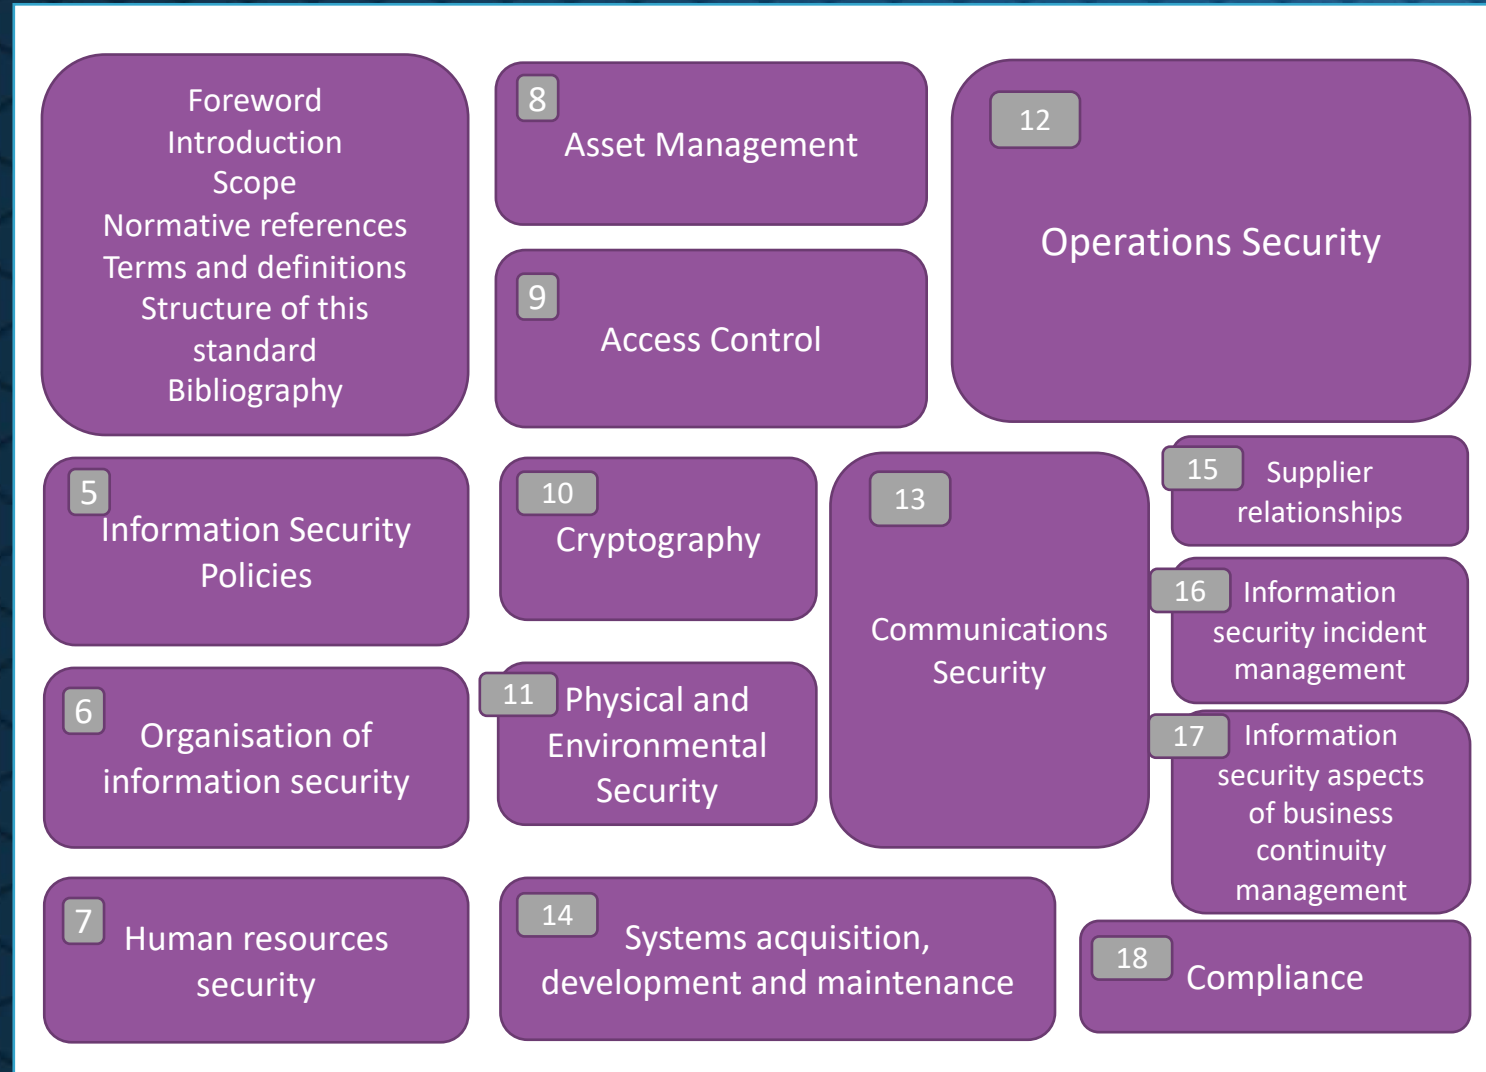 Foreword
Introduction
Scope
Normative references
Terms and definitions
Structure of this
standard
Bibliography
5
Information Security
Policies
6
Organisation of
information security
7
Human resources
security
8
Asset Management
9
Access Control
10
Cryptography
11
Physical and
Environmental
Security
12
Operations Security
13
Communications
Security
14
Systems acquisition,
development and maintenance
15
Supplier
relationships
16
Information
security incident
management
17
Information
security aspects
of business
continuity
management
18
Compliance